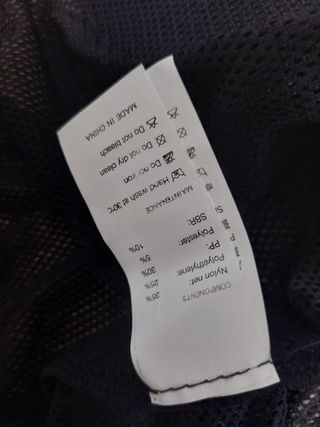 COMPONENTS
Nylon net: 35%
Polyethylene: 25%
PP: 30%
Polyester: 5%
SBR: 10%
MAINTENANCE
Hand wash at 30°C
Do not iron
Do not dry clean
Do not bleach
MADE IN CHINA